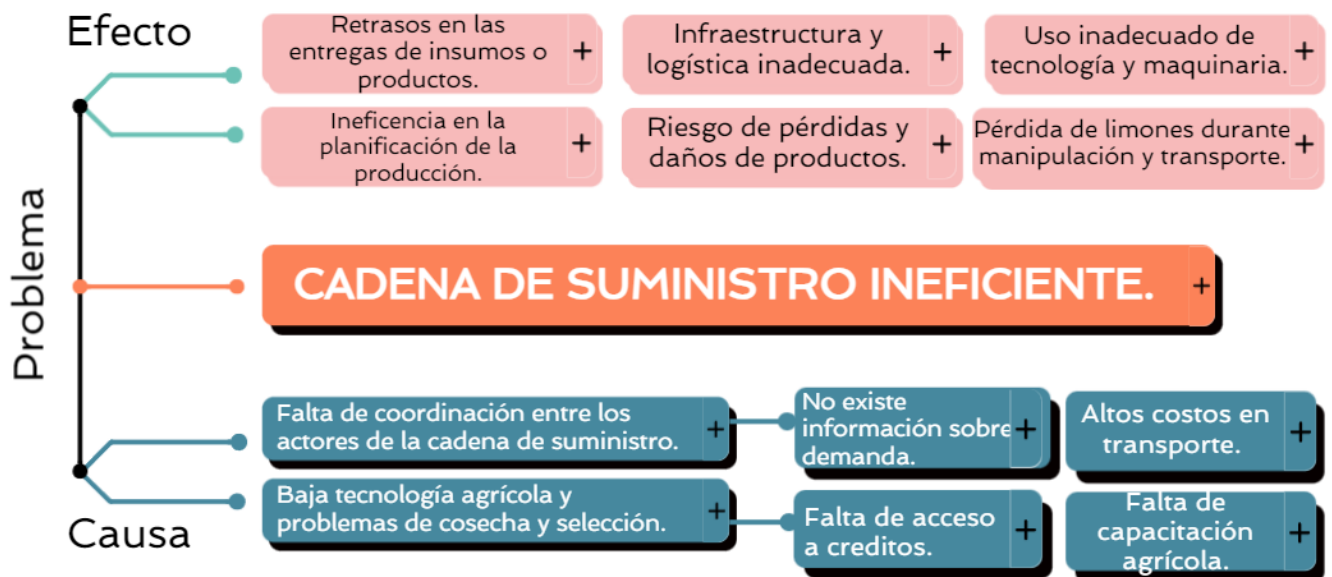 Efecto
Retrasos en las
entregas de insumos o
productos.
+
Infraestructura y
logística inadecuada.
+
Uso inadecuado de
tecnología y maquinaria.
+
Ineficencia en la
planificación de la
producción.
+
Riesgo de pérdidas y
daños de productos.
+
Pérdida de limones durante
manipulación y transporte.
+
Problema
CADENA DE SUMINISTRO INEFICIENTE.
+
Falta de coordinación entre los
actores de la cadena de suministro.
+
No existe
información sobre
demanda.
+
Altos costos en
transporte.
+
Baja tecnología agrícola y
problemas de cosecha y selección.
+
Falta de acceso
a creditos.
+
Falta de
capacitación
agrícola.
+
Causa